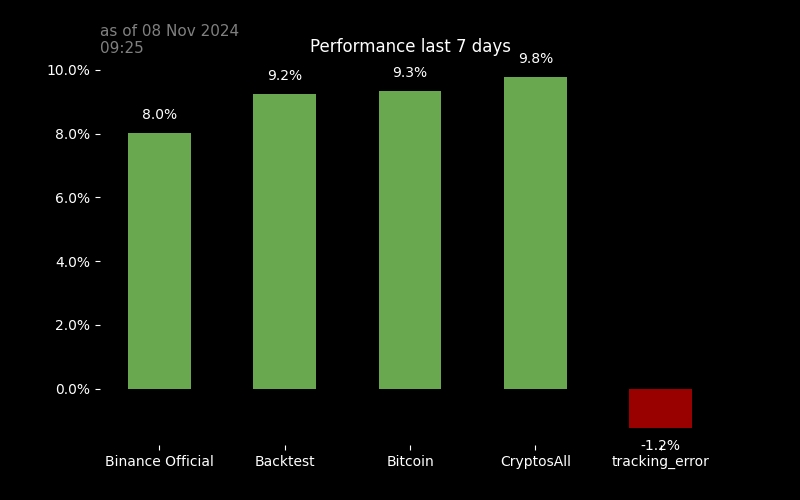 as of 08 Nov 2024
09:25
Performance last 7 days
10.0%
8.0%
6.0%
4.0%
2.0%
0.0%
8.0%
9.2%
9.3%
9.8%
-1.2%
Binance Official
Backtest
Bitcoin
CryptosAll
tracking_error